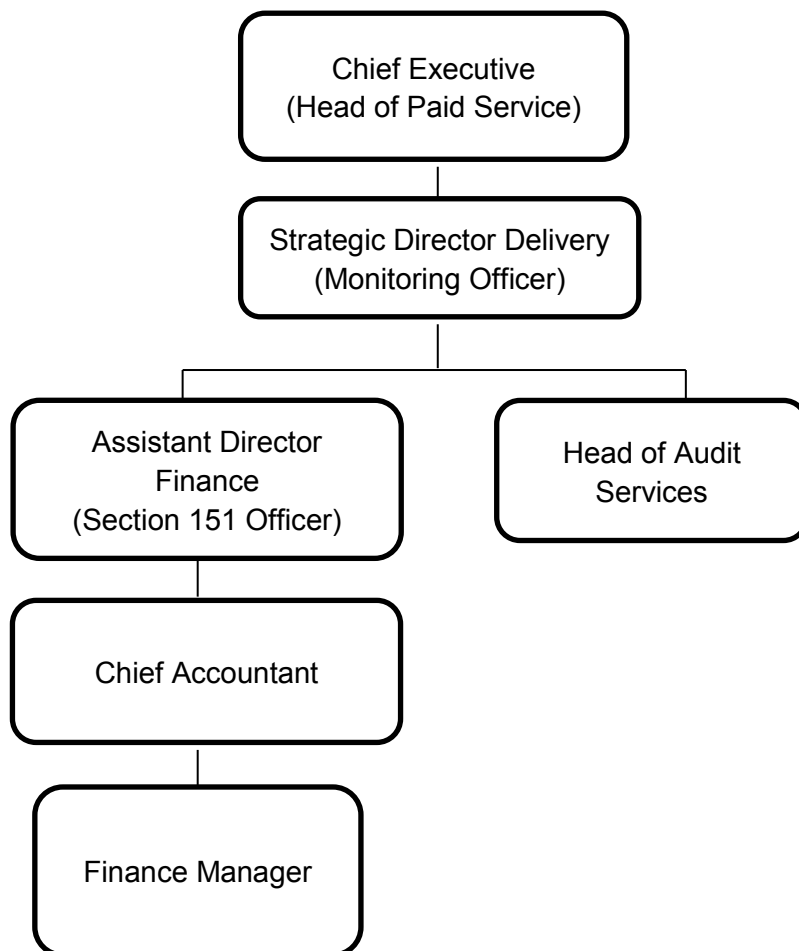 Chief Executive
(Head of Paid Service)
Strategic Director Delivery
(Monitoring Officer)
Assistant Director
Finance
(Section 151 Officer)
Head of Audit
Services
Chief Accountant
Finance Manager